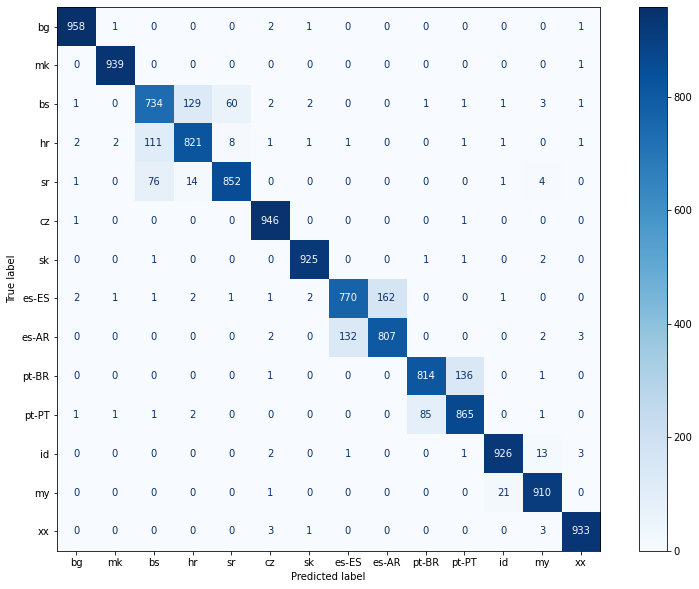 bg 958 1 0 0 0 2 1 0 0 0 0 0 0 1
mk 0 939 0 0 0 0 0 0 0 0 0 0 0 1
bs 1 0 734 129 60 2 2 0 0 1 1 1 3 1
hr 2 2 111 821 8 1 1 1 0 0 1 1 0 1
sr 1 0 76 14 852 0 0 0 0 0 0 1 4 0
cz 1 0 0 0 0 946 0 0 0 0 1 0 0 0
sk 0 0 1 0 0 0 925 0 0 1 1 0 2 0
es-ES 2 1 1 2 1 1 2 770 162 0 0 1 0 0
es-AR 0 0 0 0 0 2 0 132 807 0 0 0 2 3
pt-BR 0 0 0 0 0 1 0 0 0 814 136 0 1 0
pt-PT 1 1 1 2 0 0 0 0 0 85 865 0 1 0
id 0 0 0 0 0 2 0 1 0 0 1 926 13 3
my 0 0 0 0 0 1 0 0 0 0 0 21 910 0
xx 0 0 0 0 0 3 1 0 0 0 0 0 3 933
bg mk bs hr sr cz sk es-ES es-AR pt-BR pt-PT id my xx
Predicted label
True label
800
600
400
200
0